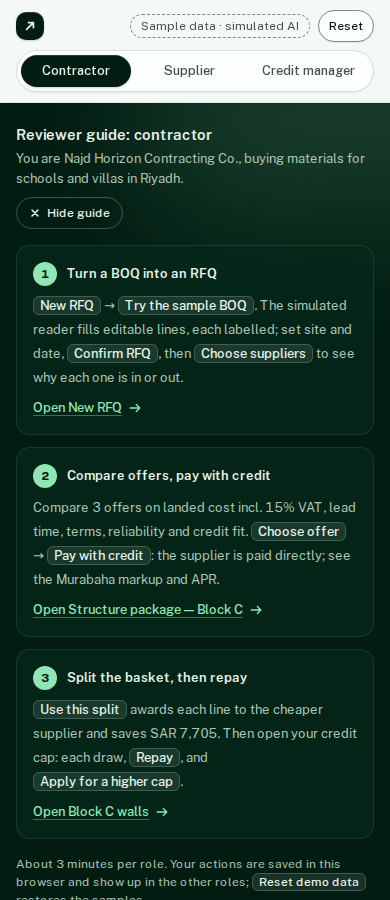 Sample data · simulated AI
Reset
Contractor
Supplier
Credit manager
Reviewer guide: contractor
You are Najd Horizon Contracting Co., buying materials for
schools and villas in Riyadh.
Hide guide
1 Turn a BOQ into an RFQ
New RFQ → Try the sample BOQ. The simulated
reader fills editable lines, each labelled; set site and
date, Confirm RFQ, then Choose suppliers to see
why each one is in or out.
Open New RFQ →
2 Compare offers, pay with credit
Compare 3 offers on landed cost incl. 15% VAT, lead
time, terms, reliability and credit fit. Choose offer
→ Pay with credit: the supplier is paid directly; see
the Murabaha markup and APR.
Open Structure package — Block C →
3 Split the basket, then repay
Use this split awards each line to the cheaper
supplier and saves SAR 7,705. Then open your credit
cap: each draw, Repay, and
Apply for a higher cap.
Open Block C walls →
About 3 minutes per role. Your actions are saved in this
browser and show up in the other roles; Reset demo data
restores the samples.